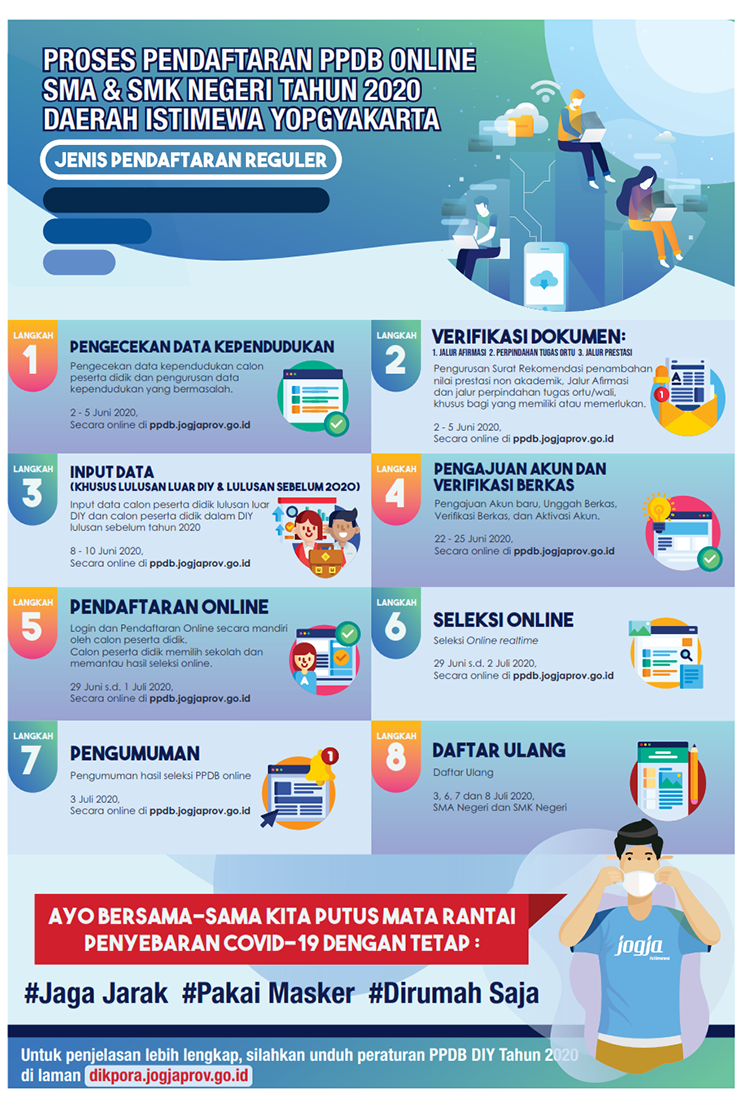 PROSES PENDAFTARAN PPDB ONLINE
SMA & SMK NEGERI TAHUN 2020
DAERAH ISTIMEWA YOPGYAKARTA
JENIS PENDAFTARAN REGULER
LANGKAH
1
PENGECEKAN DATA KEPENDUDUKAN
Pengecekan data kependudukan calon
peserta didik dan pengurusan data
kependudukan yang bermasalah.
2 - 5 Juni 2020,
Secara online di ppdb.jogjaprov.go.id
LANGKAH
2
VERIFIKASI DOKUMEN:
1. JALUR AFIRMASI 2. PERPINDAHAN TUGAS ORTU 3. JALUR PRESTASI
Pengurusan Surat Rekomendasi penambahan
nilai prestasi non akademik, Jalur Afirmasi
dan jalur perpindahan tugas ortu/wali,
khusus bagi yang memiliki atau memerlukan.
2 - 5 Juni 2020,
Secara online di ppdb.jogjaprov.go.id
1
LANGKAH
3
INPUT DATA
(KHUSUS LULUSAN LUAR DIY & LULUSAN SEBELUM 2020)
Input data calon peserta didik lulusan luar
DIY dan calon peserta didik dalam DIY
lulusan sebelum tahun 2020
8 - 10 Juni 2020,
Secara online di ppdb.jogjaprov.go.id
LANGKAH
4
PENGAJUAN AKUN DAN
VERIFIKASI BERKAS
Pengajuan Akun baru, Unggah Berkas,
Verifikasi Berkas, dan Aktivasi Akun.
22 - 25 Juni 2020,
Secara online di ppdb.jogjaprov.go.id
LANGKAH
5
PENDAFTARAN ONLINE
Login dan Pendaftaran Online secara mandiri
oleh calon peserta didik.
Calon peserta didik memilih sekolah dan
memantau hasil seleksi online.
29 Juni s.d. 1 Juli 2020,
Secara online di ppdb.jogjaprov.go.id
LANGKAH
6
SELEKSI ONLINE
Seleksi Online realtime
29 Juni s.d. 2 Juli 2020,
Secara online di ppdb.jogjaprov.go.id
LANGKAH
7
PENGUMUMAN
Pengumuman hasil seleksi PPDB online
3 Juli 2020,
Secara online di ppdb.jogjaprov.go.id
1
LANGKAH
8
DAFTAR ULANG
Daftar Ulang
3, 6, 7 dan 8 Juli 2020,
SMA Negeri dan SMK Negeri
AYO BERSAMA-SAMA KITA PUTUS MATA RANTAI
PENYEBARAN COVID-19 DENGAN TETAP :
#Jaga Jarak #Pakai Masker #Dirumah Saja
jogja
istimewa
Untuk penjelasan lebih lengkap, silahkan unduh peraturan PPDB DIY Tahun 2020
di laman dikpora.jogjaprov.go.id